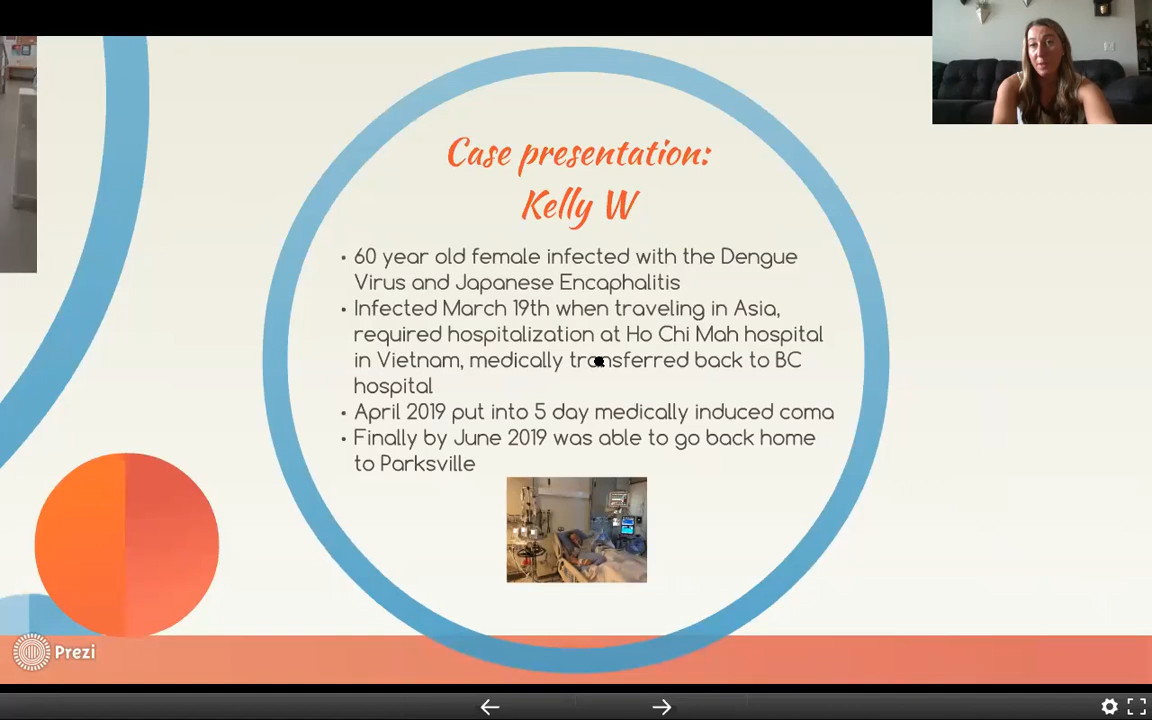 Case presentation:
Kelly W
• 60 year old female infected with the Dengue
Virus and Japanese Encaphalitis
• Infected March 19th when traveling in Asia,
required hospitalization at Ho Chi Mah hospital
in Vietnam, medically transferred back to BC
hospital
• April 2019 put into 5 day medically induced coma
• Finally by June 2019 was able to go back home
to Parksville
Prezi